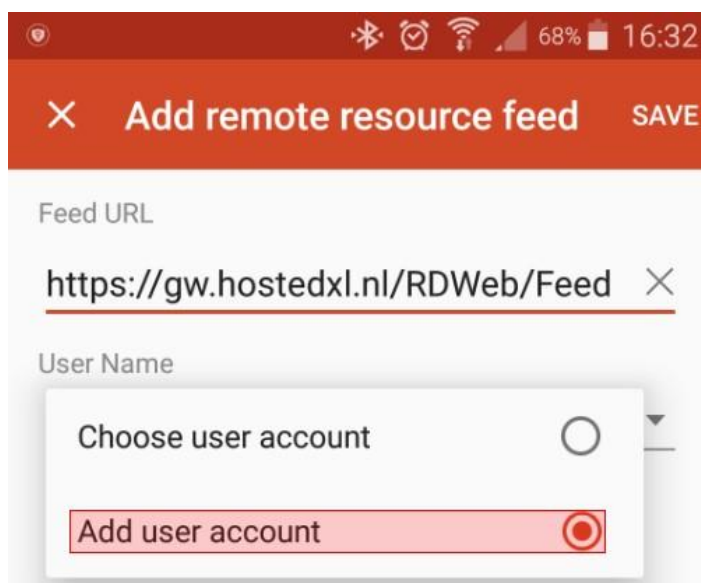 68% 16:32
Add remote resource feed SAVE
Feed URL
https://gw.hostedxl.nl/RDWeb/Feed
User Name
Choose user account
Add user account